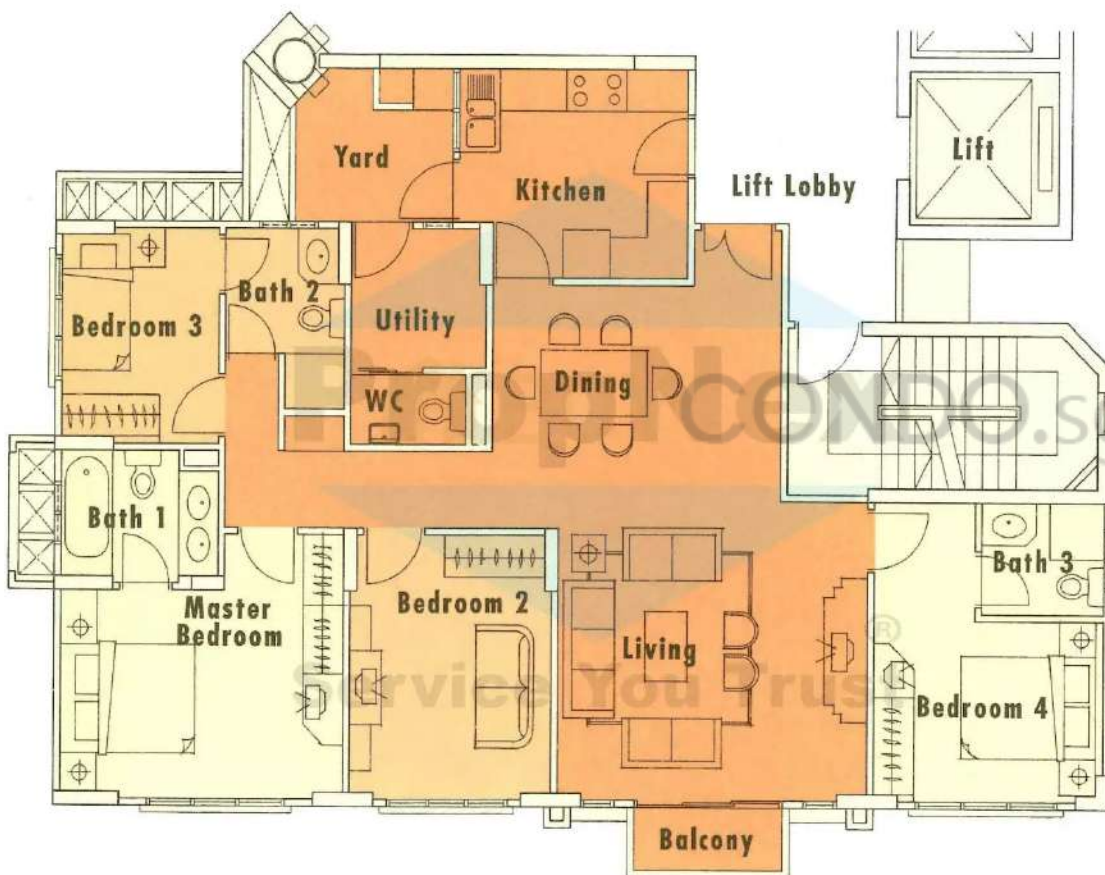 Yard
Kitchen
Lift Lobby
Lift
Bedroom 3
Bath 2
Utility
WC
Dining
PropNex
CONDO.sg
Bath 1
Master
Bedroom
Bedroom 2
Living
Bath 3
Bedroom 4
®
Service You Trust
Balcony